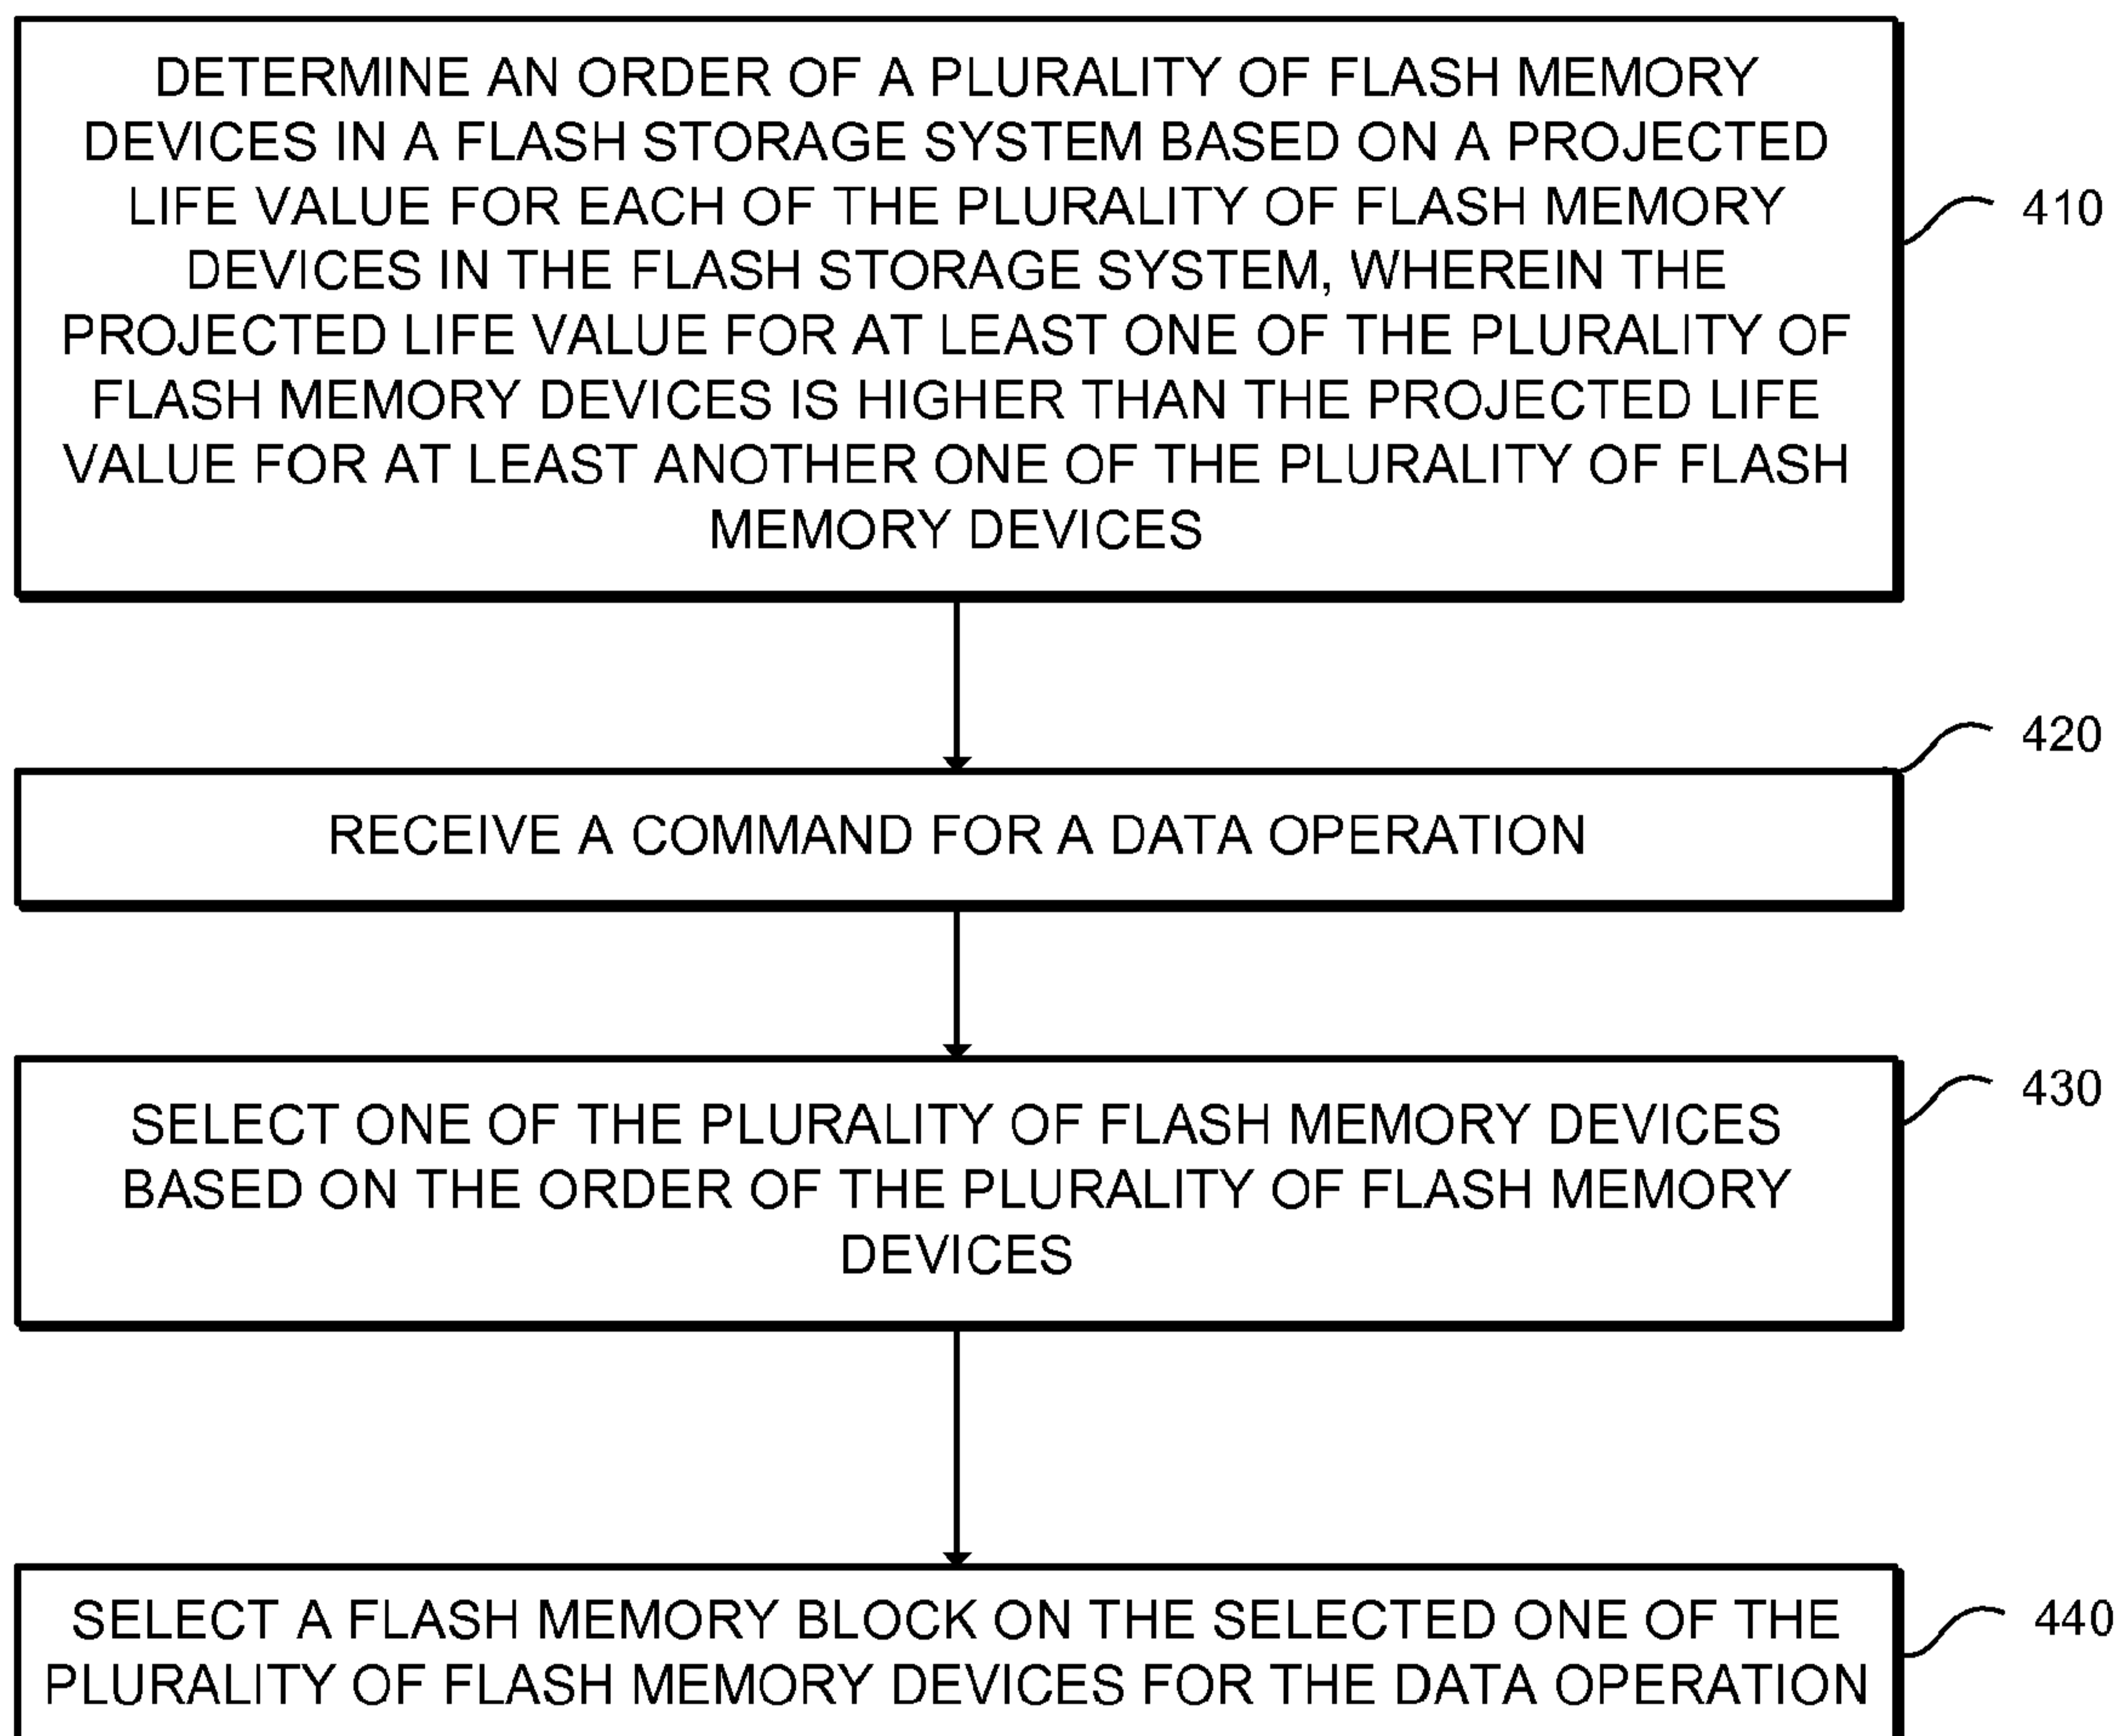 DETERMINE AN ORDER OF A PLURALITY OF FLASH MEMORY
DEVICES IN A FLASH STORAGE SYSTEM BASED ON A PROJECTED
LIFE VALUE FOR EACH OF THE PLURALITY OF FLASH MEMORY
DEVICES IN THE FLASH STORAGE SYSTEM, WHEREIN THE
PROJECTED LIFE VALUE FOR AT LEAST ONE OF THE PLURALITY OF
FLASH MEMORY DEVICES IS HIGHER THAN THE PROJECTED LIFE
VALUE FOR AT LEAST ANOTHER ONE OF THE PLURALITY OF FLASH
MEMORY DEVICES
410
420
RECEIVE A COMMAND FOR A DATA OPERATION
430
SELECT ONE OF THE PLURALITY OF FLASH MEMORY DEVICES
BASED ON THE ORDER OF THE PLURALITY OF FLASH MEMORY
DEVICES
440
SELECT A FLASH MEMORY BLOCK ON THE SELECTED ONE OF THE
PLURALITY OF FLASH MEMORY DEVICES FOR THE DATA OPERATION